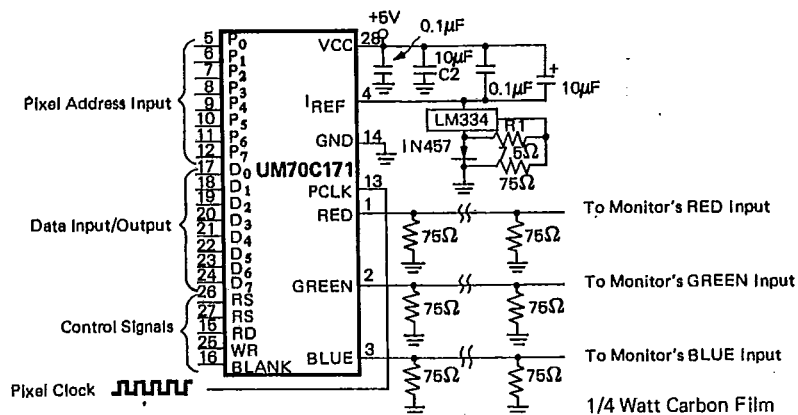 +5V
0.1μF
5 P0 VCC 28
6 P1
7 P2
10μF
C2
0.1μF
+
10μF
Pixel Address Input
8 P3 IREF 4
9 P4
10 P5
LM334
11 P6 GND 14
12 P7
IN457
R1
5Ω
75Ω
UM70C171
17 D0
18 D1 PCLK 13
19 D2
Data Input/Output
20 D3 RED 1
To Monitor's RED Input
21 D4
22 D5
75Ω
75Ω
23 D6
24 D7 GREEN 2
To Monitor's GREEN Input
75Ω
75Ω
Control Signals
26 RS
27 RS
15 RD
25 WR
16 BLANK
BLUE 3
To Monitor's BLUE Input
75Ω
75Ω
Pixel Clock
1/4 Watt Carbon Film